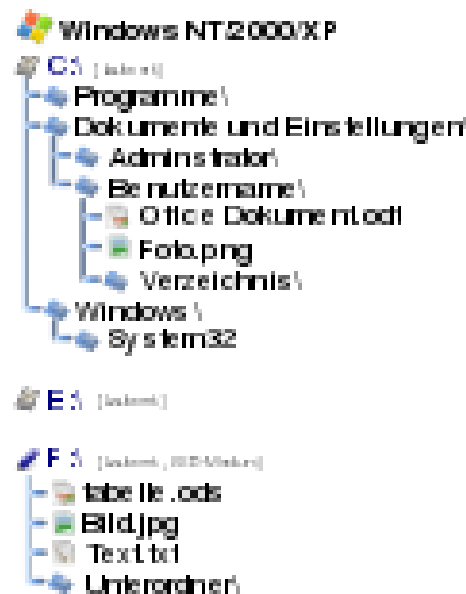 Windows NT/2000/XP
C:\
Programme\
Dokumente und Einstellungen\
Adminstrator\
Benutzername\
Office Dokument.odt
Foto.png
Verzeichnis\
Windows\
System32
E:\
F:\
tabelle.ods
Bild.jpg
Text.txt
Unterordner\